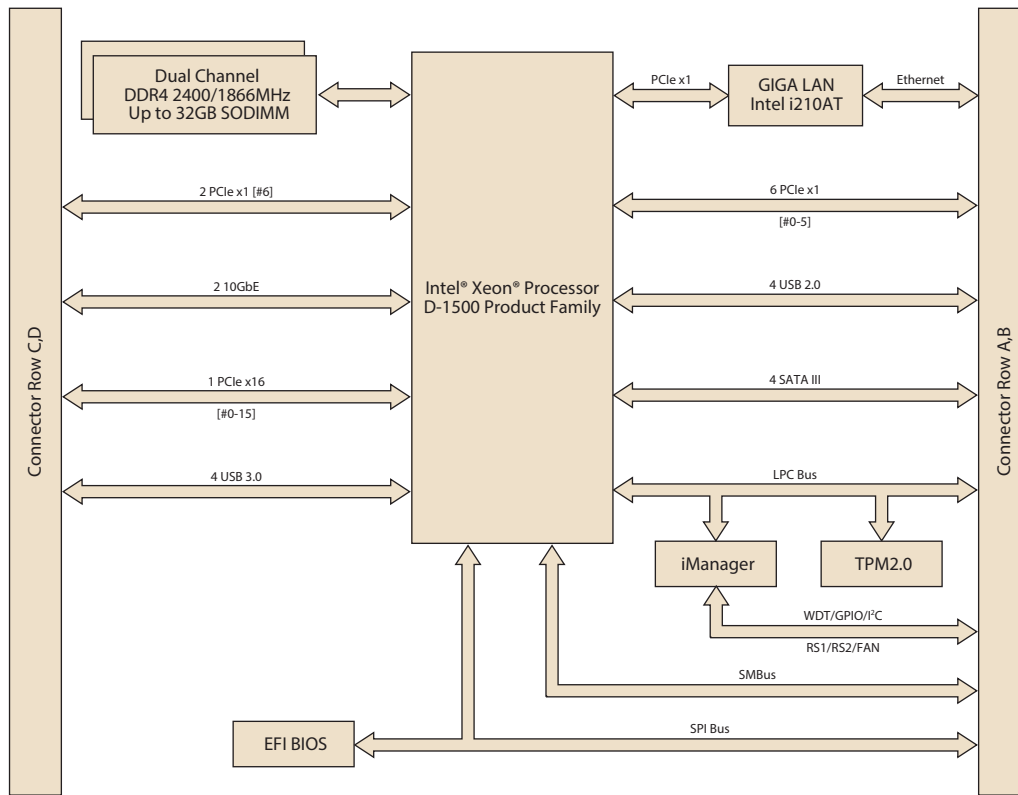 Dual Channel
DDR4 2400/1866MHz
Up to 32GB SODIMM
PCIe x1
GIGA LAN
Intel i210AT
Ethernet
2 PCIe x1 [#6]
6 PCIe x1
[#0-5]
2 10GbE
Intel® Xeon® Processor
D-1500 Product Family
4 USB 2.0
Connector Row C,D
Connector Row A,B
1 PCIe x16
[#0-15]
4 SATA III
4 USB 3.0
LPC Bus
iManager
TPM2.0
WDT/GPIO/I²C
RS1/RS2/FAN
SMBus
EFI BIOS
SPI Bus